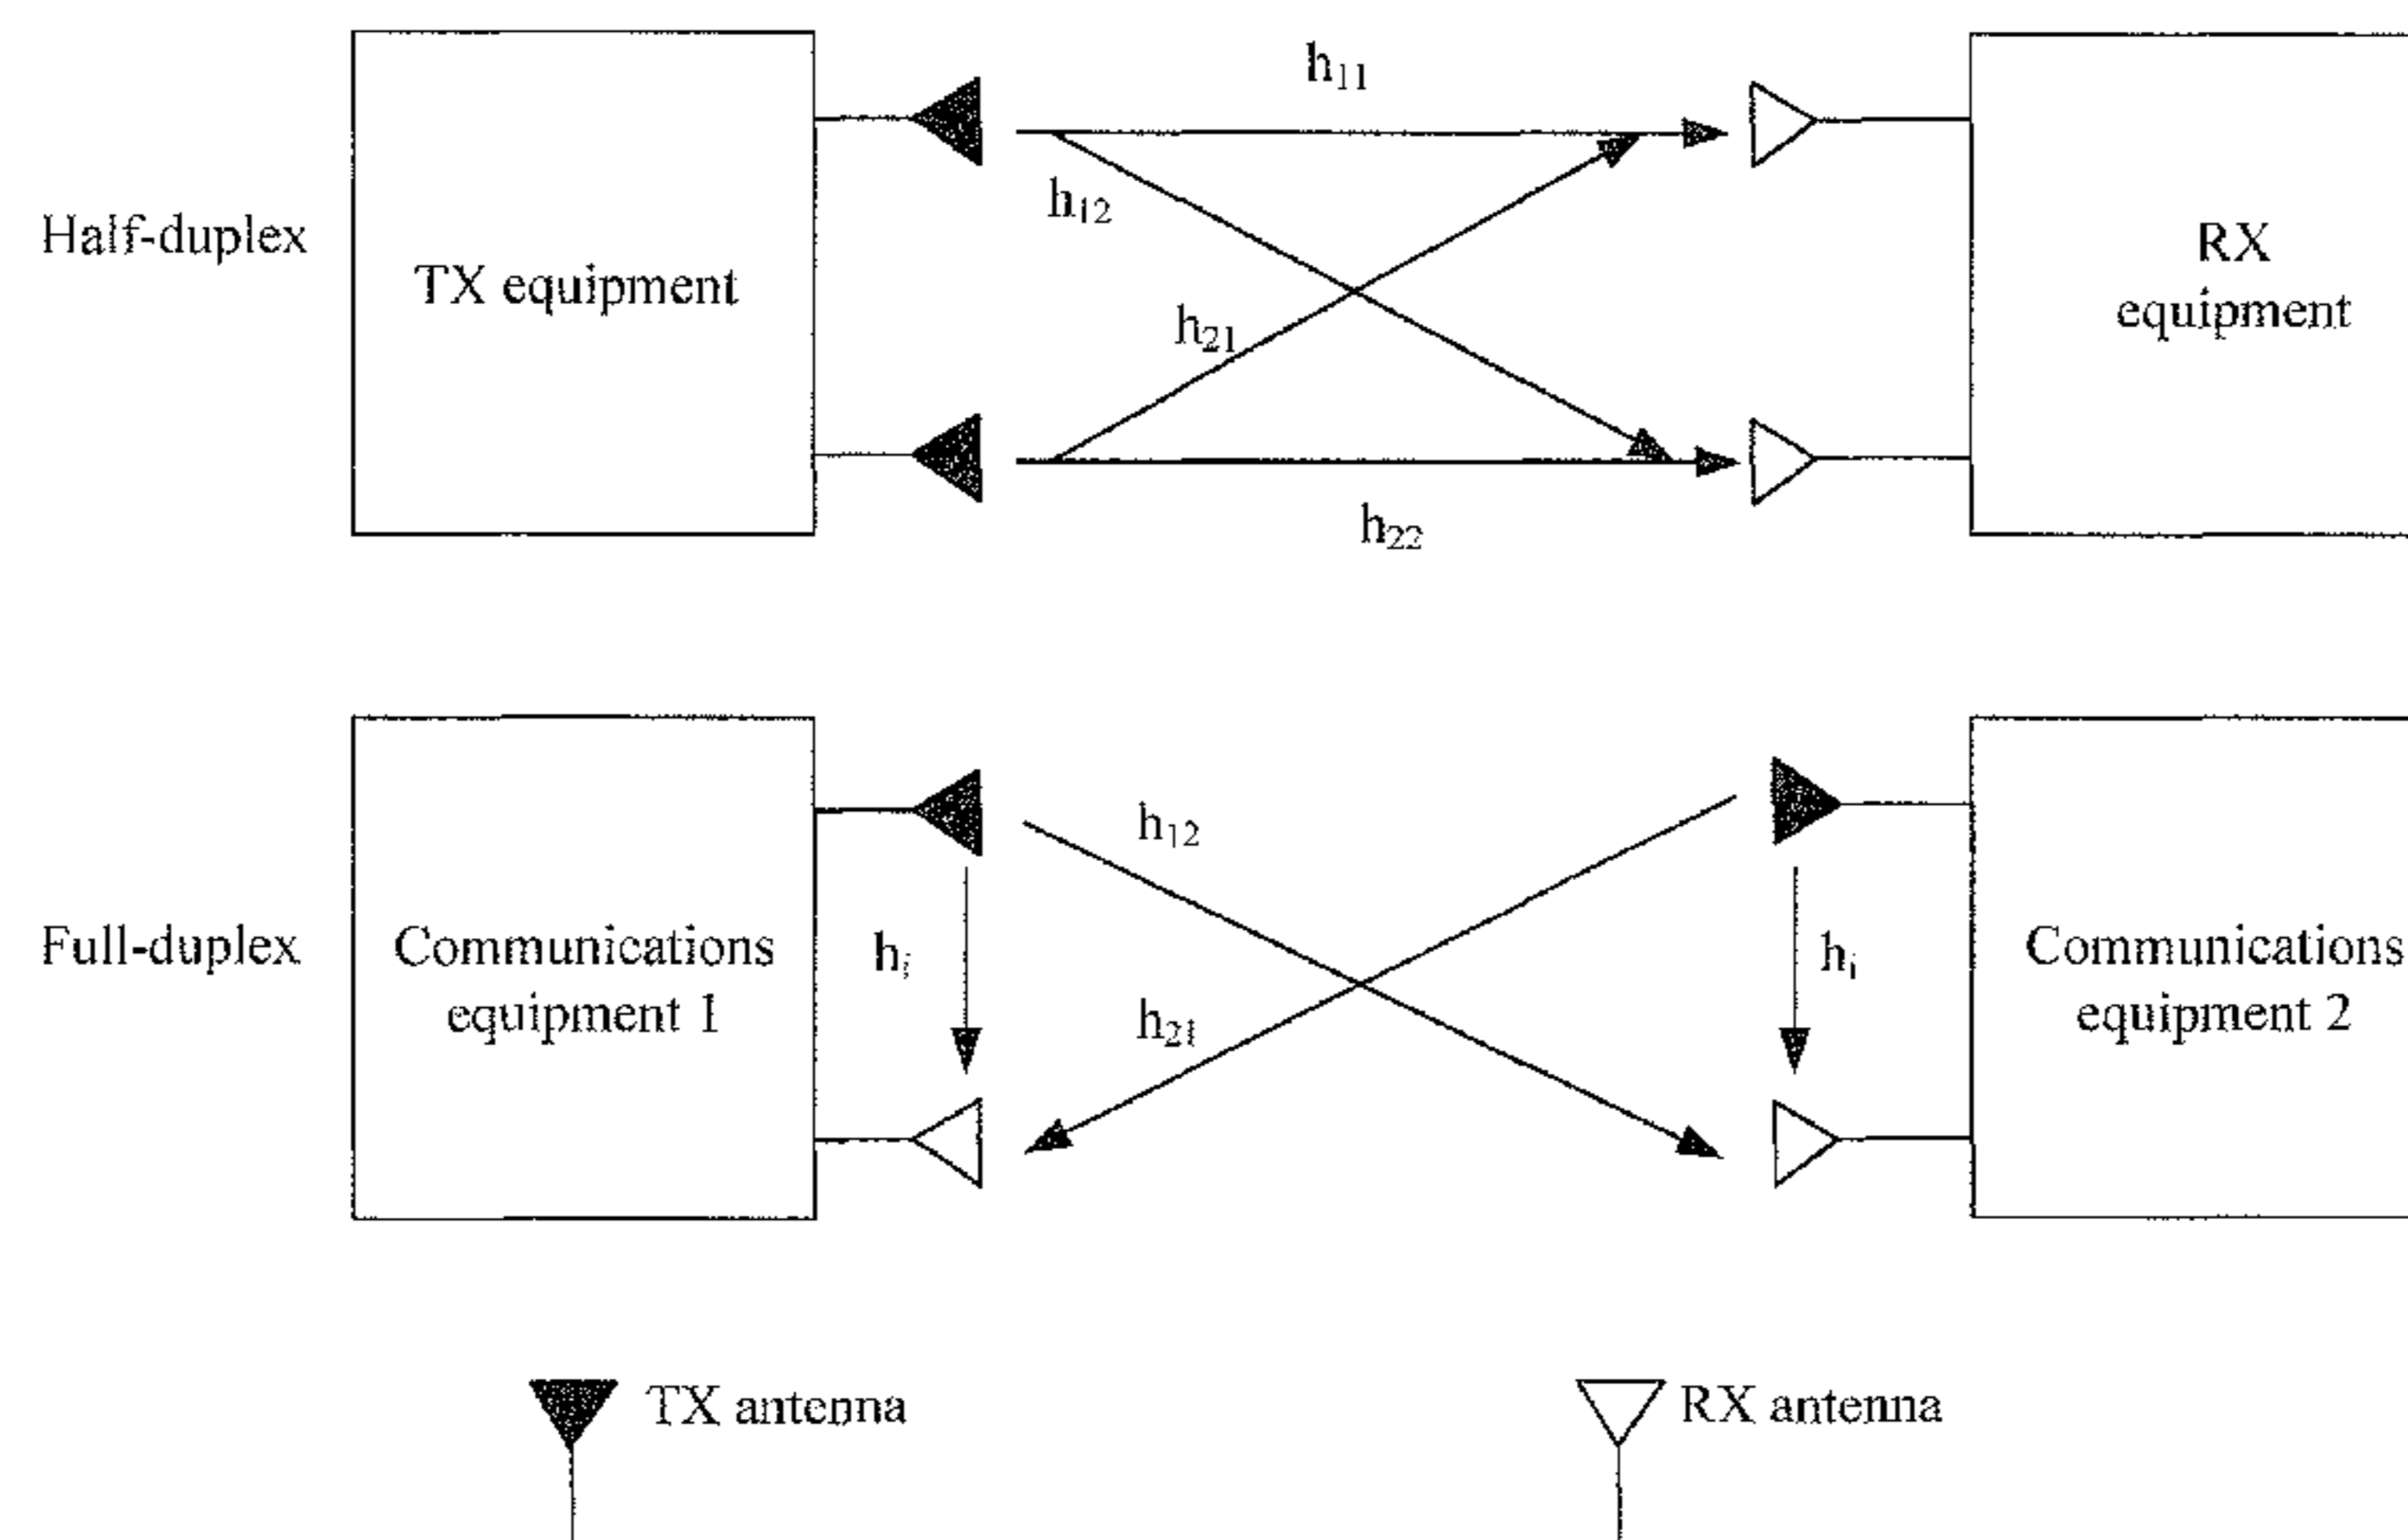 h₁₁
h₁₂
Half-duplex
TX equipment
RX
equipment
h₂₁
h₂₂
h₁₂
Full-duplex
Communications
equipment 1
hᵢ
h₂₁
hᵢ
Communications
equipment 2
TX antenna
RX antenna